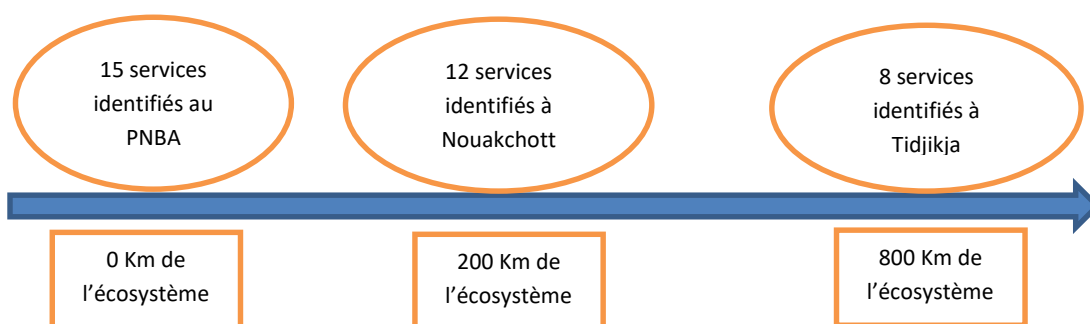 15 services
identifiés au
PNBA
12 services
identifiés à
Nouakchott
8 services
identifiés à
Tidjikja
0 Km de
l’écosystème
200 Km de
l’écosystème
800 Km de
l’écosystème